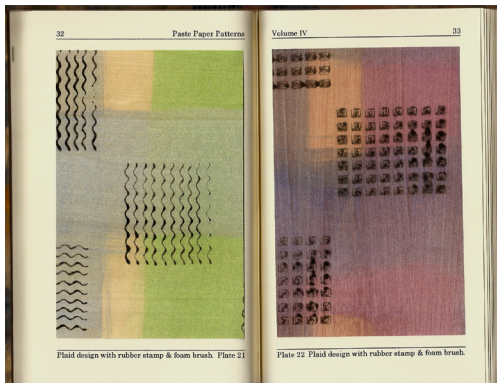 32 Paste Paper Patterns
Plaid design with rubber stamp & foam brush. Plate 21
Volume IV 33
Plate 22 Plaid design with rubber stamp & foam brush.